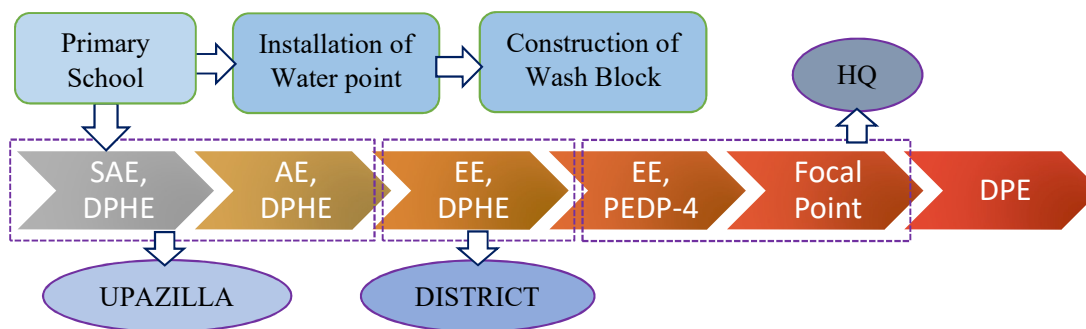 Primary
School
Installation of
Water point
Construction of
Wash Block
HQ
SAE,
DPHE
AE,
DPHE
EE,
DPHE
EE,
PEDP-4
Focal
Point
DPE
UPAZILLA
DISTRICT